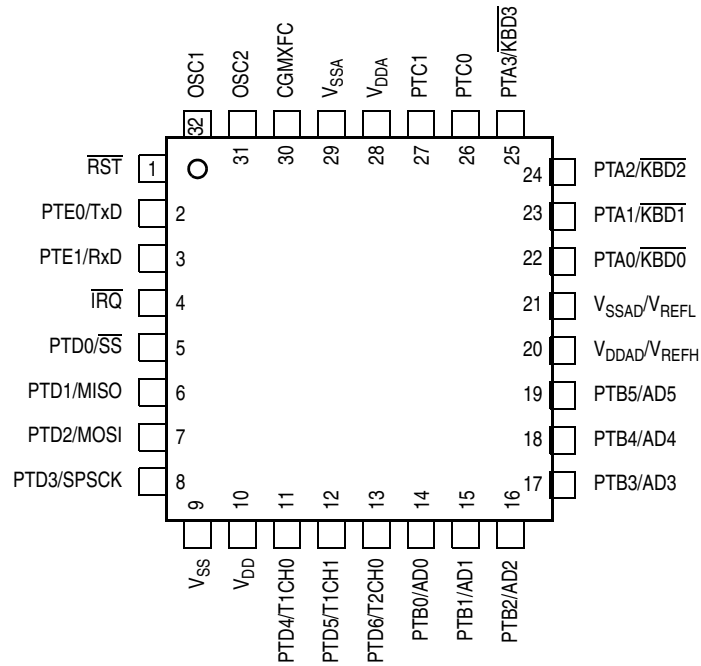 OSC1
OSC2
CGMXFC
VSSA
VDDA
PTC1
PTC0
PTA3/KBD3
32
31
30
29
28
27
26
25
RST
1
PTE0/TxD
2
PTE1/RxD
3
IRQ
4
PTD0/SS
5
PTD1/MISO
6
PTD2/MOSI
7
PTD3/SPSCK
8
24
PTA2/KBD2
23
PTA1/KBD1
22
PTA0/KBD0
21
VSSAD/VREFL
20
VDDAD/VREFH
19
PTB5/AD5
18
PTB4/AD4
17
PTB3/AD3
9
10
11
12
13
14
15
16
VSS
VDD
PTD4/T1CH0
PTD5/T1CH1
PTD6/T2CH0
PTB0/AD0
PTB1/AD1
PTB2/AD2